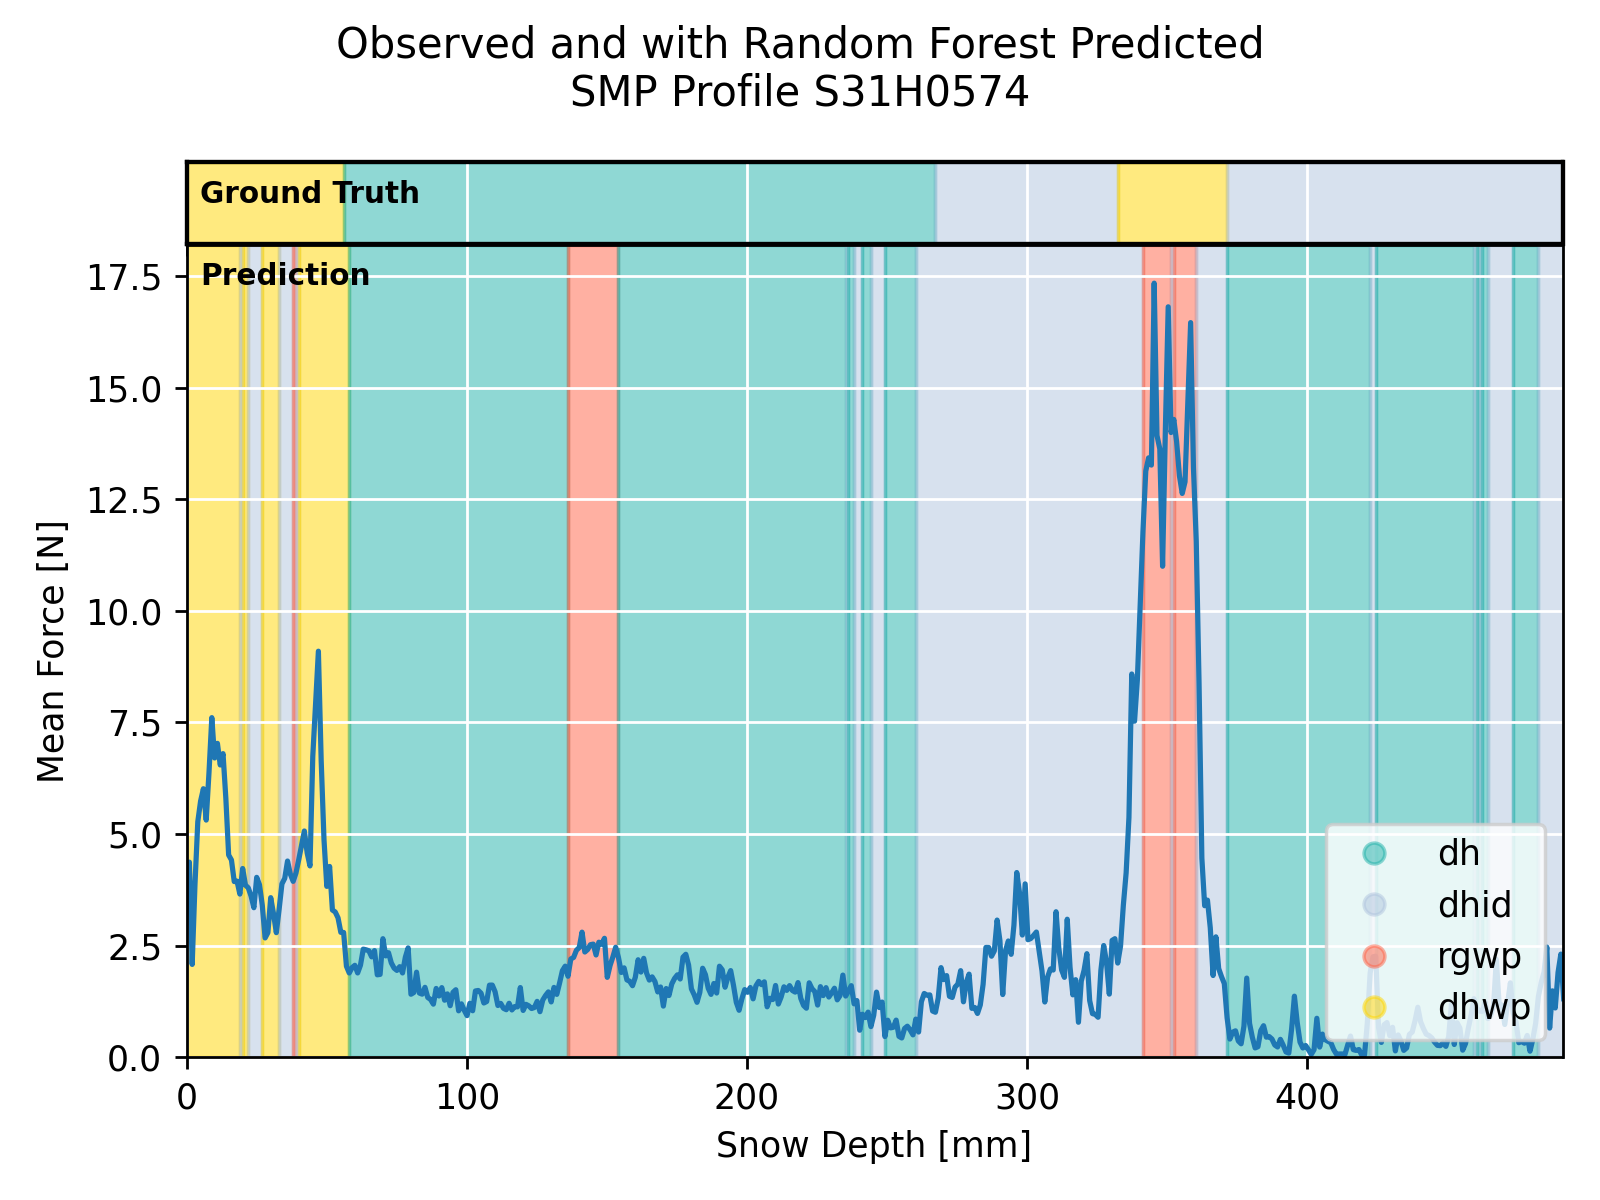 Observed and with Random Forest Predicted
SMP Profile S31H0574
Ground Truth
Prediction
17.5
15.0
12.5
10.0
7.5
5.0
2.5
0.0
Mean Force [N]
dh
dhid
rgwp
dhwp
0 100 200 300 400
Snow Depth [mm]